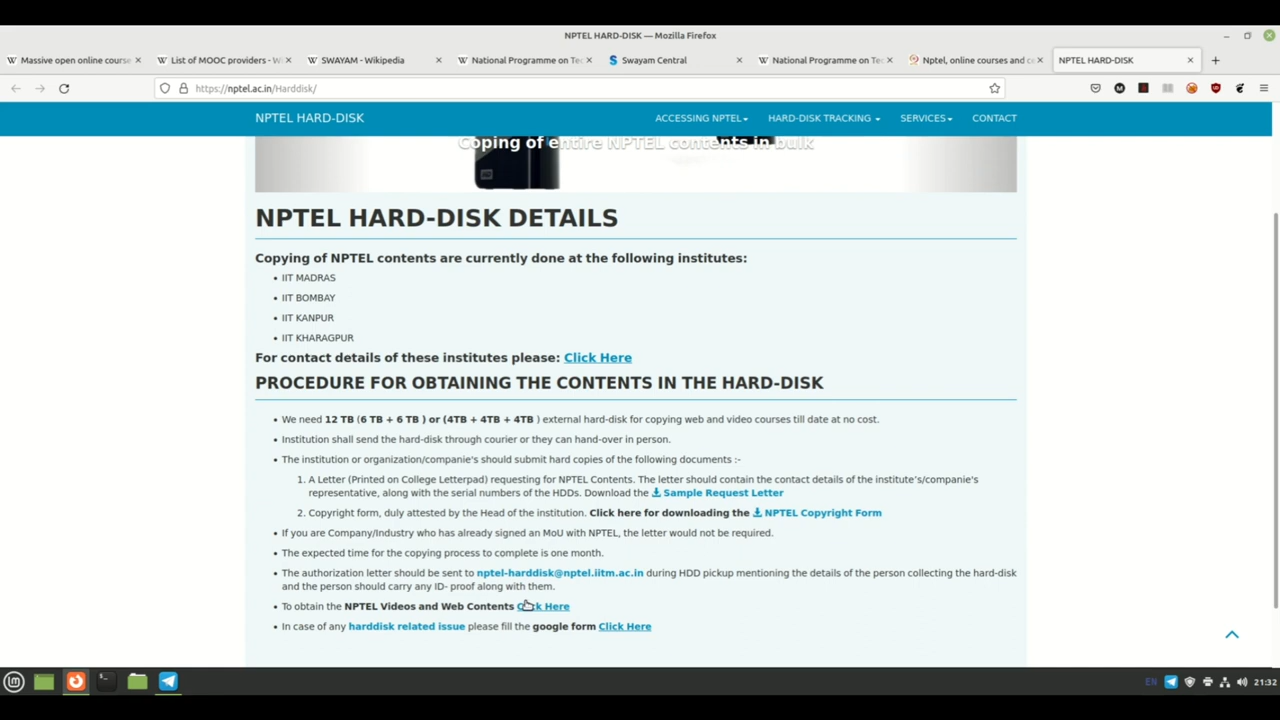 NPTEL HARD-DISK — Mozilla Firefox
Massive open online course
List of MOOC providers - W
SWAYAM - Wikipedia
National Programme on Tec
Swayam Central
National Programme on Tec
Nptel, online courses and ce
NPTEL HARD-DISK
https://nptel.ac.in/Harddisk/
NPTEL HARD-DISK
ACCESSING NPTEL
HARD-DISK TRACKING
SERVICES
CONTACT
Coping of entire NPTEL contents in bulk
NPTEL HARD-DISK DETAILS
Copying of NPTEL contents are currently done at the following institutes:
• IIT MADRAS
• IIT BOMBAY
• IIT KANPUR
• IIT KHARAGPUR
For contact details of these institutes please: Click Here
PROCEDURE FOR OBTAINING THE CONTENTS IN THE HARD-DISK
• We need 12 TB (6 TB + 6 TB ) or (4TB + 4TB + 4TB ) external hard-disk for copying web and video courses till date at no cost.
• Institution shall send the hard-disk through courier or they can hand-over in person.
• The institution or organization/companie's should submit hard copies of the following documents :-
1. A Letter (Printed on College Letterpad) requesting for NPTEL Contents. The letter should contain the contact details of the institute's/companie's
representative, along with the serial numbers of the HDDs. Download the Sample Request Letter
2. Copyright form, duly attested by the Head of the institution. Click here for downloading the NPTEL Copyright Form
• If you are Company/Industry who has already signed an MoU with NPTEL, the letter would not be required.
• The expected time for the copying process to complete is one month.
• The authorization letter should be sent to nptel-harddisk@nptel.iitm.ac.in during HDD pickup mentioning the details of the person collecting the hard-disk
and the person should carry any ID- proof along with them.
• To obtain the NPTEL Videos and Web Contents Click Here
• In case of any harddisk related issue please fill the google form Click Here
EN
21:32